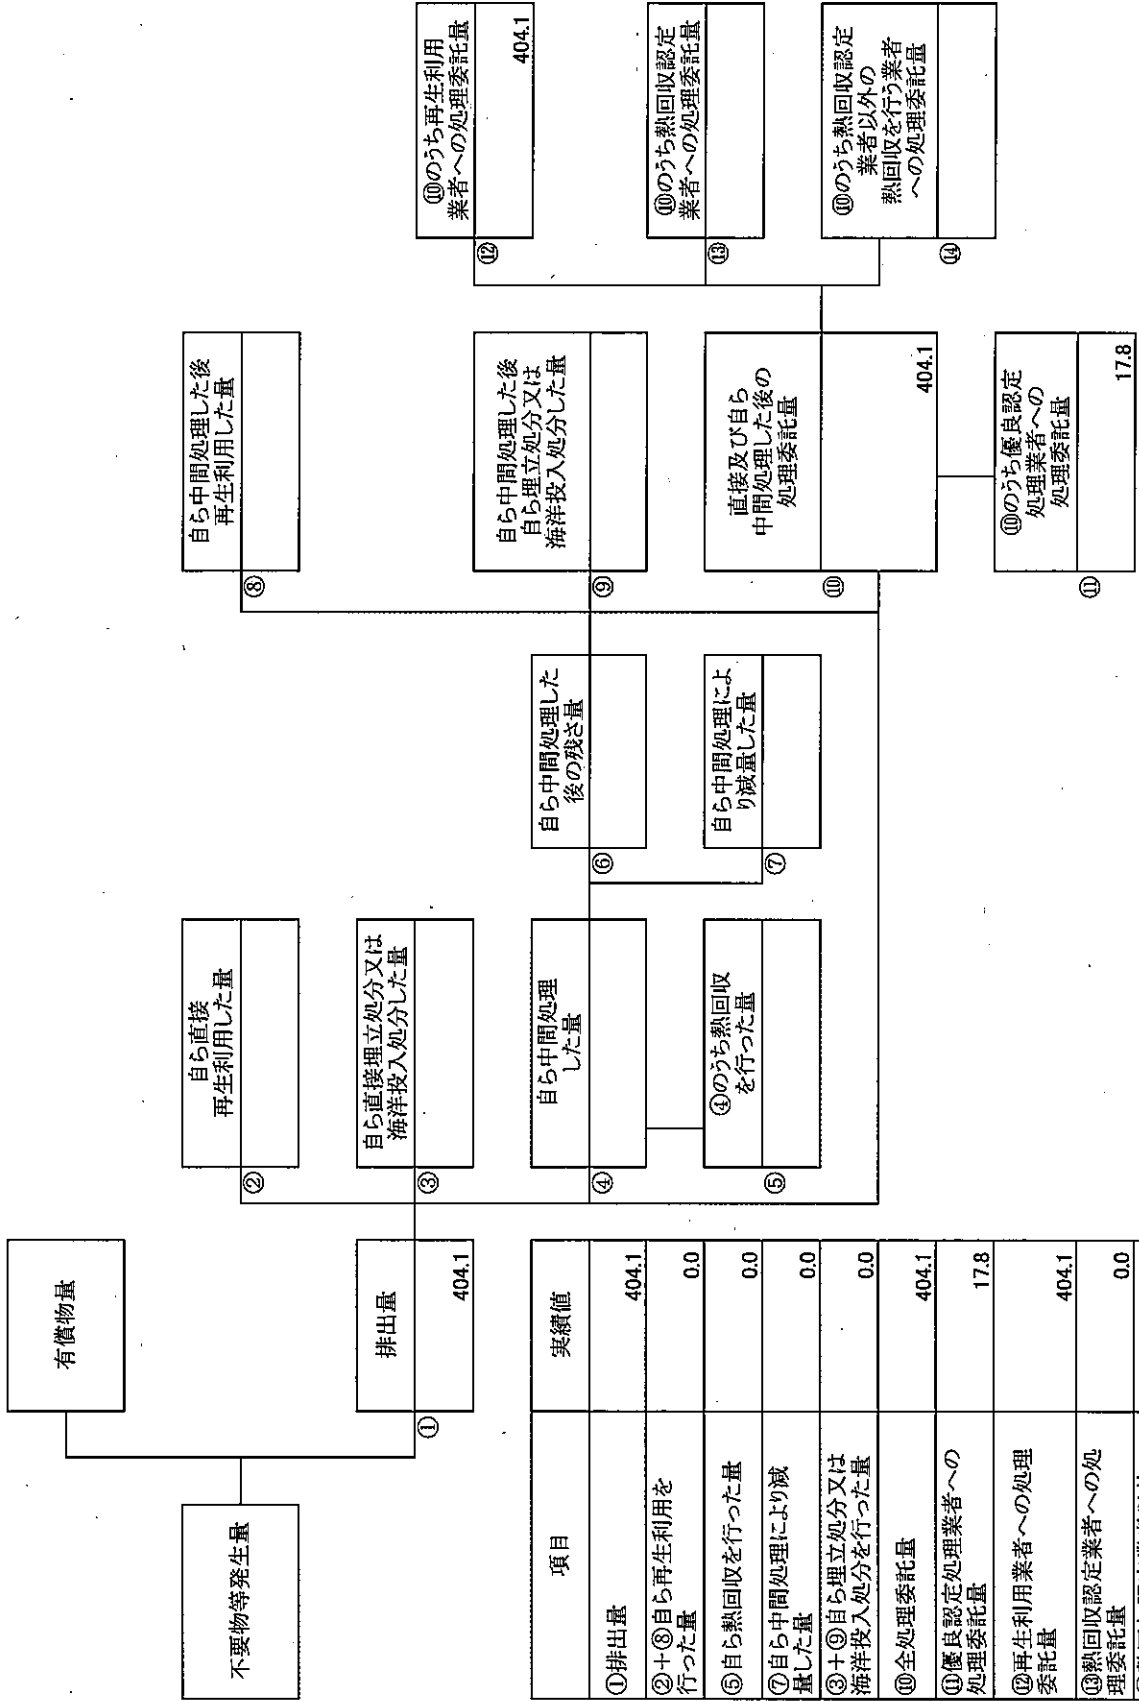 有償物量
不要物等発生量
排出量
①
404.1
自ら直接
再生利用した量
②
自ら直接埋立処分又は
海洋投入処分した量
③
自ら中間処理
した量
④
④のうち熱回収
を行った量
⑤
自ら中間処理した
後の残さ量
⑥
自ら中間処理によ
り減量した量
⑦
自ら中間処理した後
再生利用した量
⑧
自ら中間処理した後
自ら埋立処分又は
海洋投入処分した量
⑨
直接及び自ら
中間処理した後の
処理委託量
⑩
404.1
⑩のうち優良認定
処理業者への
処理委託量
⑪
17.8
⑩のうち再生利用
業者への処理委託量
⑫
404.1
⑩のうち熱回収認定
業者への処理委託量
⑬
⑩のうち熱回収認定
業者以外の
熱回収を行う業者
への処理委託量
⑭
項目
実績値
①排出量
404.1
②+⑧自ら再生利用を
行った量
0.0
⑤自ら熱回収を行った量
0.0
⑦自ら中間処理により減
量した量
0.0
③+⑨自ら埋立処分又は
海洋投入処分を行った量
0.0
⑩全処理委託量
404.1
⑪優良認定処理業者への
処理委託量
17.8
⑫再生利用業者への処理
委託量
404.1
⑬熱回収認定業者への処
理委託量
0.0